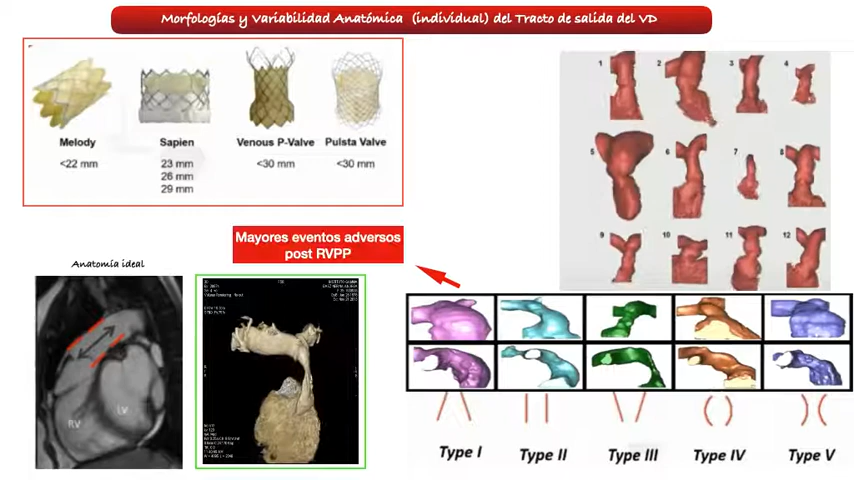 Morfologías y Variabilidad Anatómica (individual) del Tracto de salida del VD
Melody
Sapien
Venous P-Valve
Pulsta Valve
<22 mm
23 mm
26 mm
29 mm
<30 mm
<30 mm
1
2
3
4
5
6
7
8
9
10
11
12
Mayores eventos adversos
post RVPP
Anatomía ideal
RV
LV
Type I
Type II
Type III
Type IV
Type V